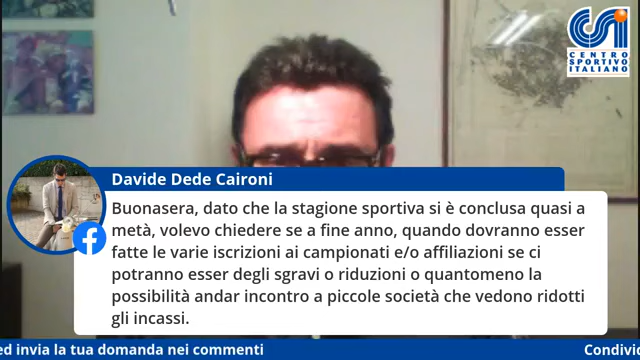 CSI
CENTRO
SPORTIVO
ITALIANO
Davide Dede Caironi
Buonasera, dato che la stagione sportiva si è conclusa quasi a
metà, volevo chiedere se a fine anno, quando dovranno esser
fatte le varie iscrizioni ai campionati e/o affiliazioni se ci
potranno esser degli sgravi o riduzioni o quantomeno la
possibilità andar incontro a piccole società che vedono ridotti
gli incassi.
ed invia la tua domanda nei commenti
Condivid